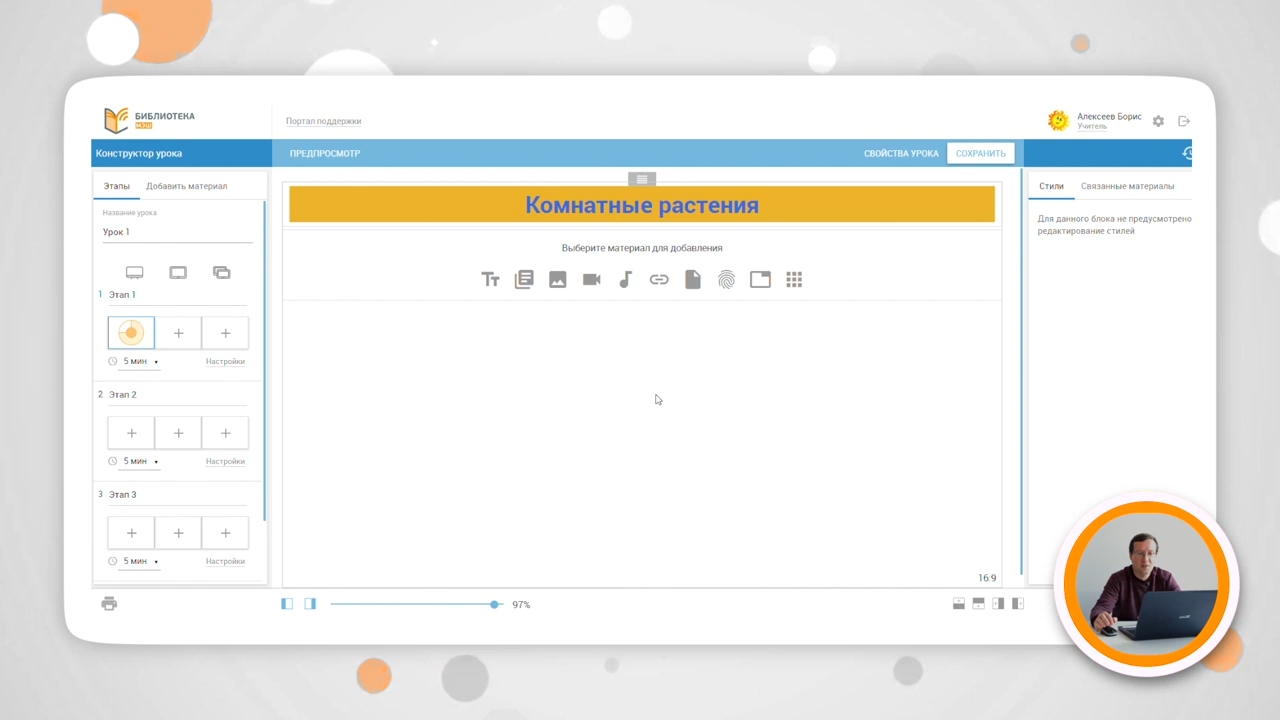 БИБЛИОТЕКА
МЭШ
Портал поддержки
Алексеев Борис
Учитель
Конструктор урока
ПРЕДПРОСМОТР
СВОЙСТВА УРОКА
СОХРАНИТЬ
Этапы
Добавить материал
Название урока
Урок 1
1 Этап 1
5 мин
Настройки
2 Этап 2
5 мин
Настройки
3 Этап 3
5 мин
Настройки
Комнатные растения
Выберите материал для добавления
Tт
16:9
97%
Стили
Связанные материалы
Для данного блока не предусмотрено
редактирование стилей